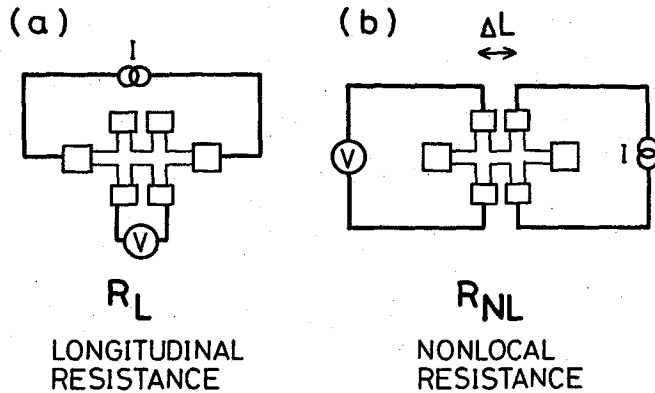 (a)
I
V
R_L
LONGITUDINAL
RESISTANCE
(b)
ΔL
V
I
R_NL
NONLOCAL
RESISTANCE